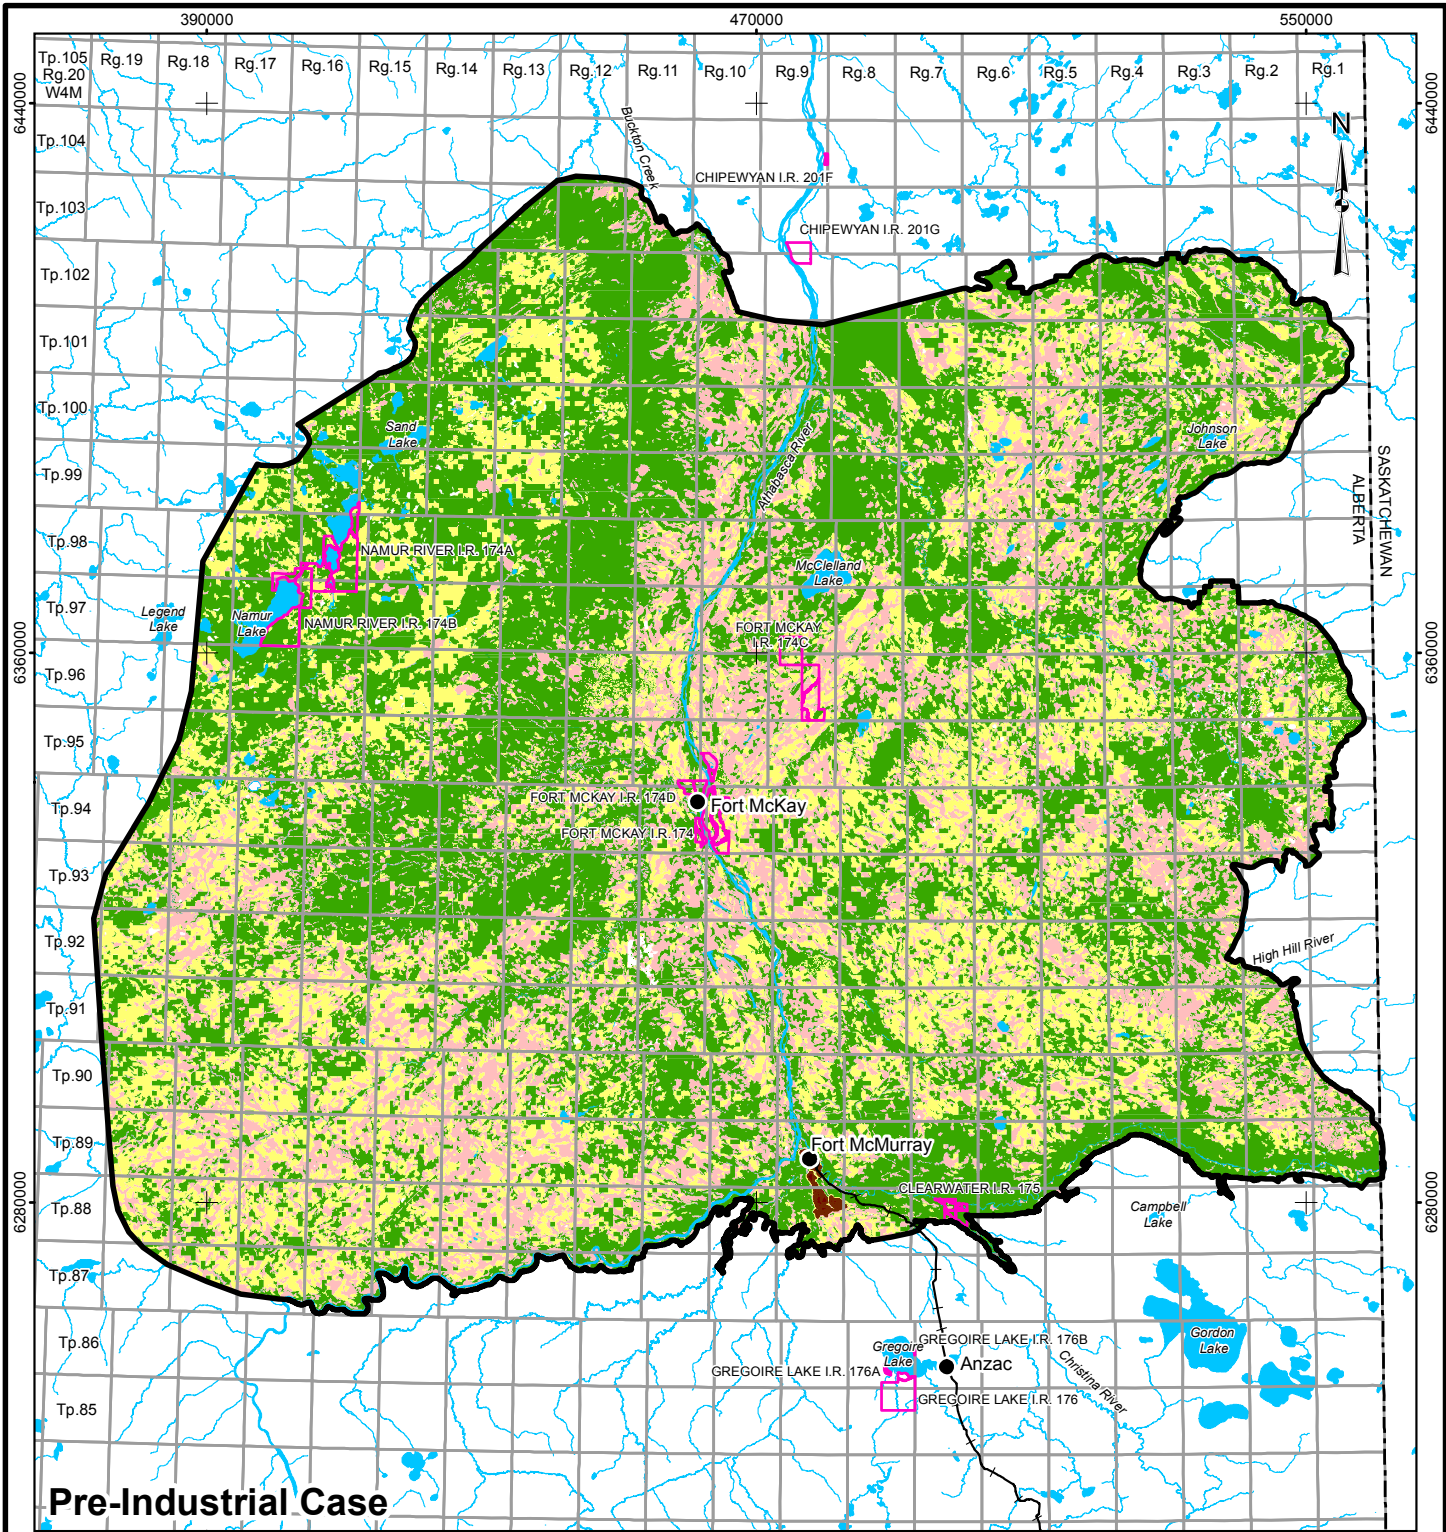 390000
470000
550000
Tp.105
Rg.20
W4M
Rg.19
Rg.18
Rg.17
Rg.16
Rg.15
Rg.14
Rg.13
Rg.12
Rg.11
Rg.10
Rg.9
Rg.8
Rg.7
Rg.6
Rg.5
Rg.4
Rg.3
Rg.2
Rg.1
6440000
6440000
N
Tp.104
Buckton Creek
CHIPEWYAN I.R. 201F
Tp.103
CHIPEWYAN I.R. 201G
Tp.102
Tp.101
Tp.100
Sand
Lake
Johnson
Lake
Athabasca River
Tp.99
SASKATCHEWAN
ALBERTA
Tp.98
NAMUR RIVER I.R. 174A
McClelland
Lake
Tp.97
Legend
Lake
Namur
Lake
NAMUR RIVER I.R. 174B
FORT MCKAY
I.R. 174C
6360000
6360000
Tp.96
Tp.95
Tp.94
FORT MCKAY I.R. 174D
Fort McKay
FORT MCKAY I.R.174
Tp.93
Tp.92
High Hill River
Tp.91
Tp.90
Tp.89
Fort McMurray
CLEARWATER I.R. 175
6280000
6280000
Tp.88
Campbell
Lake
Tp.87
Tp.86
Gregoire
Lake
GREGOIRE LAKE I.R. 176B
Gordon
Lake
GREGOIRE LAKE I.R. 176A
Anzac
Christina River
GREGOIRE LAKE I.R. 176
Tp.85
Pre-Industrial Case